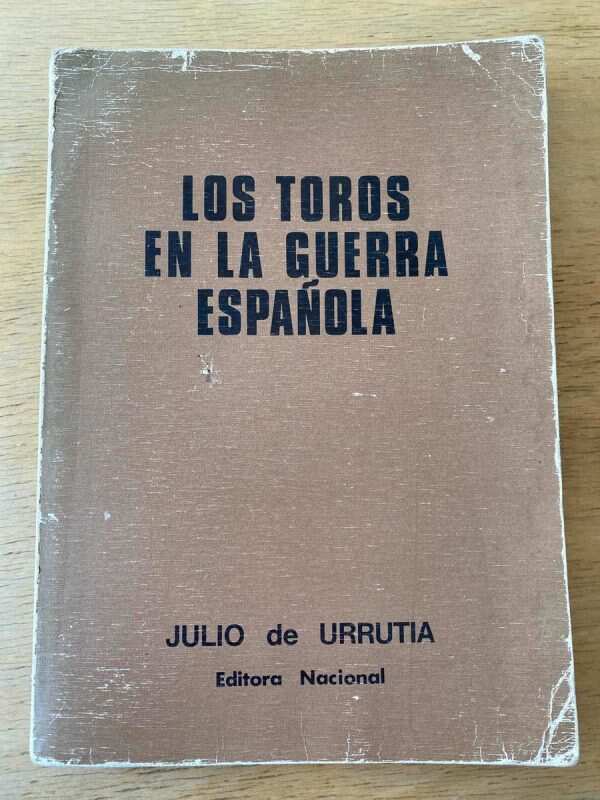 LOS TOROS
EN LA GUERRA
ESPAÑOLA
JULIO de URRUTIA
Editora Nacional